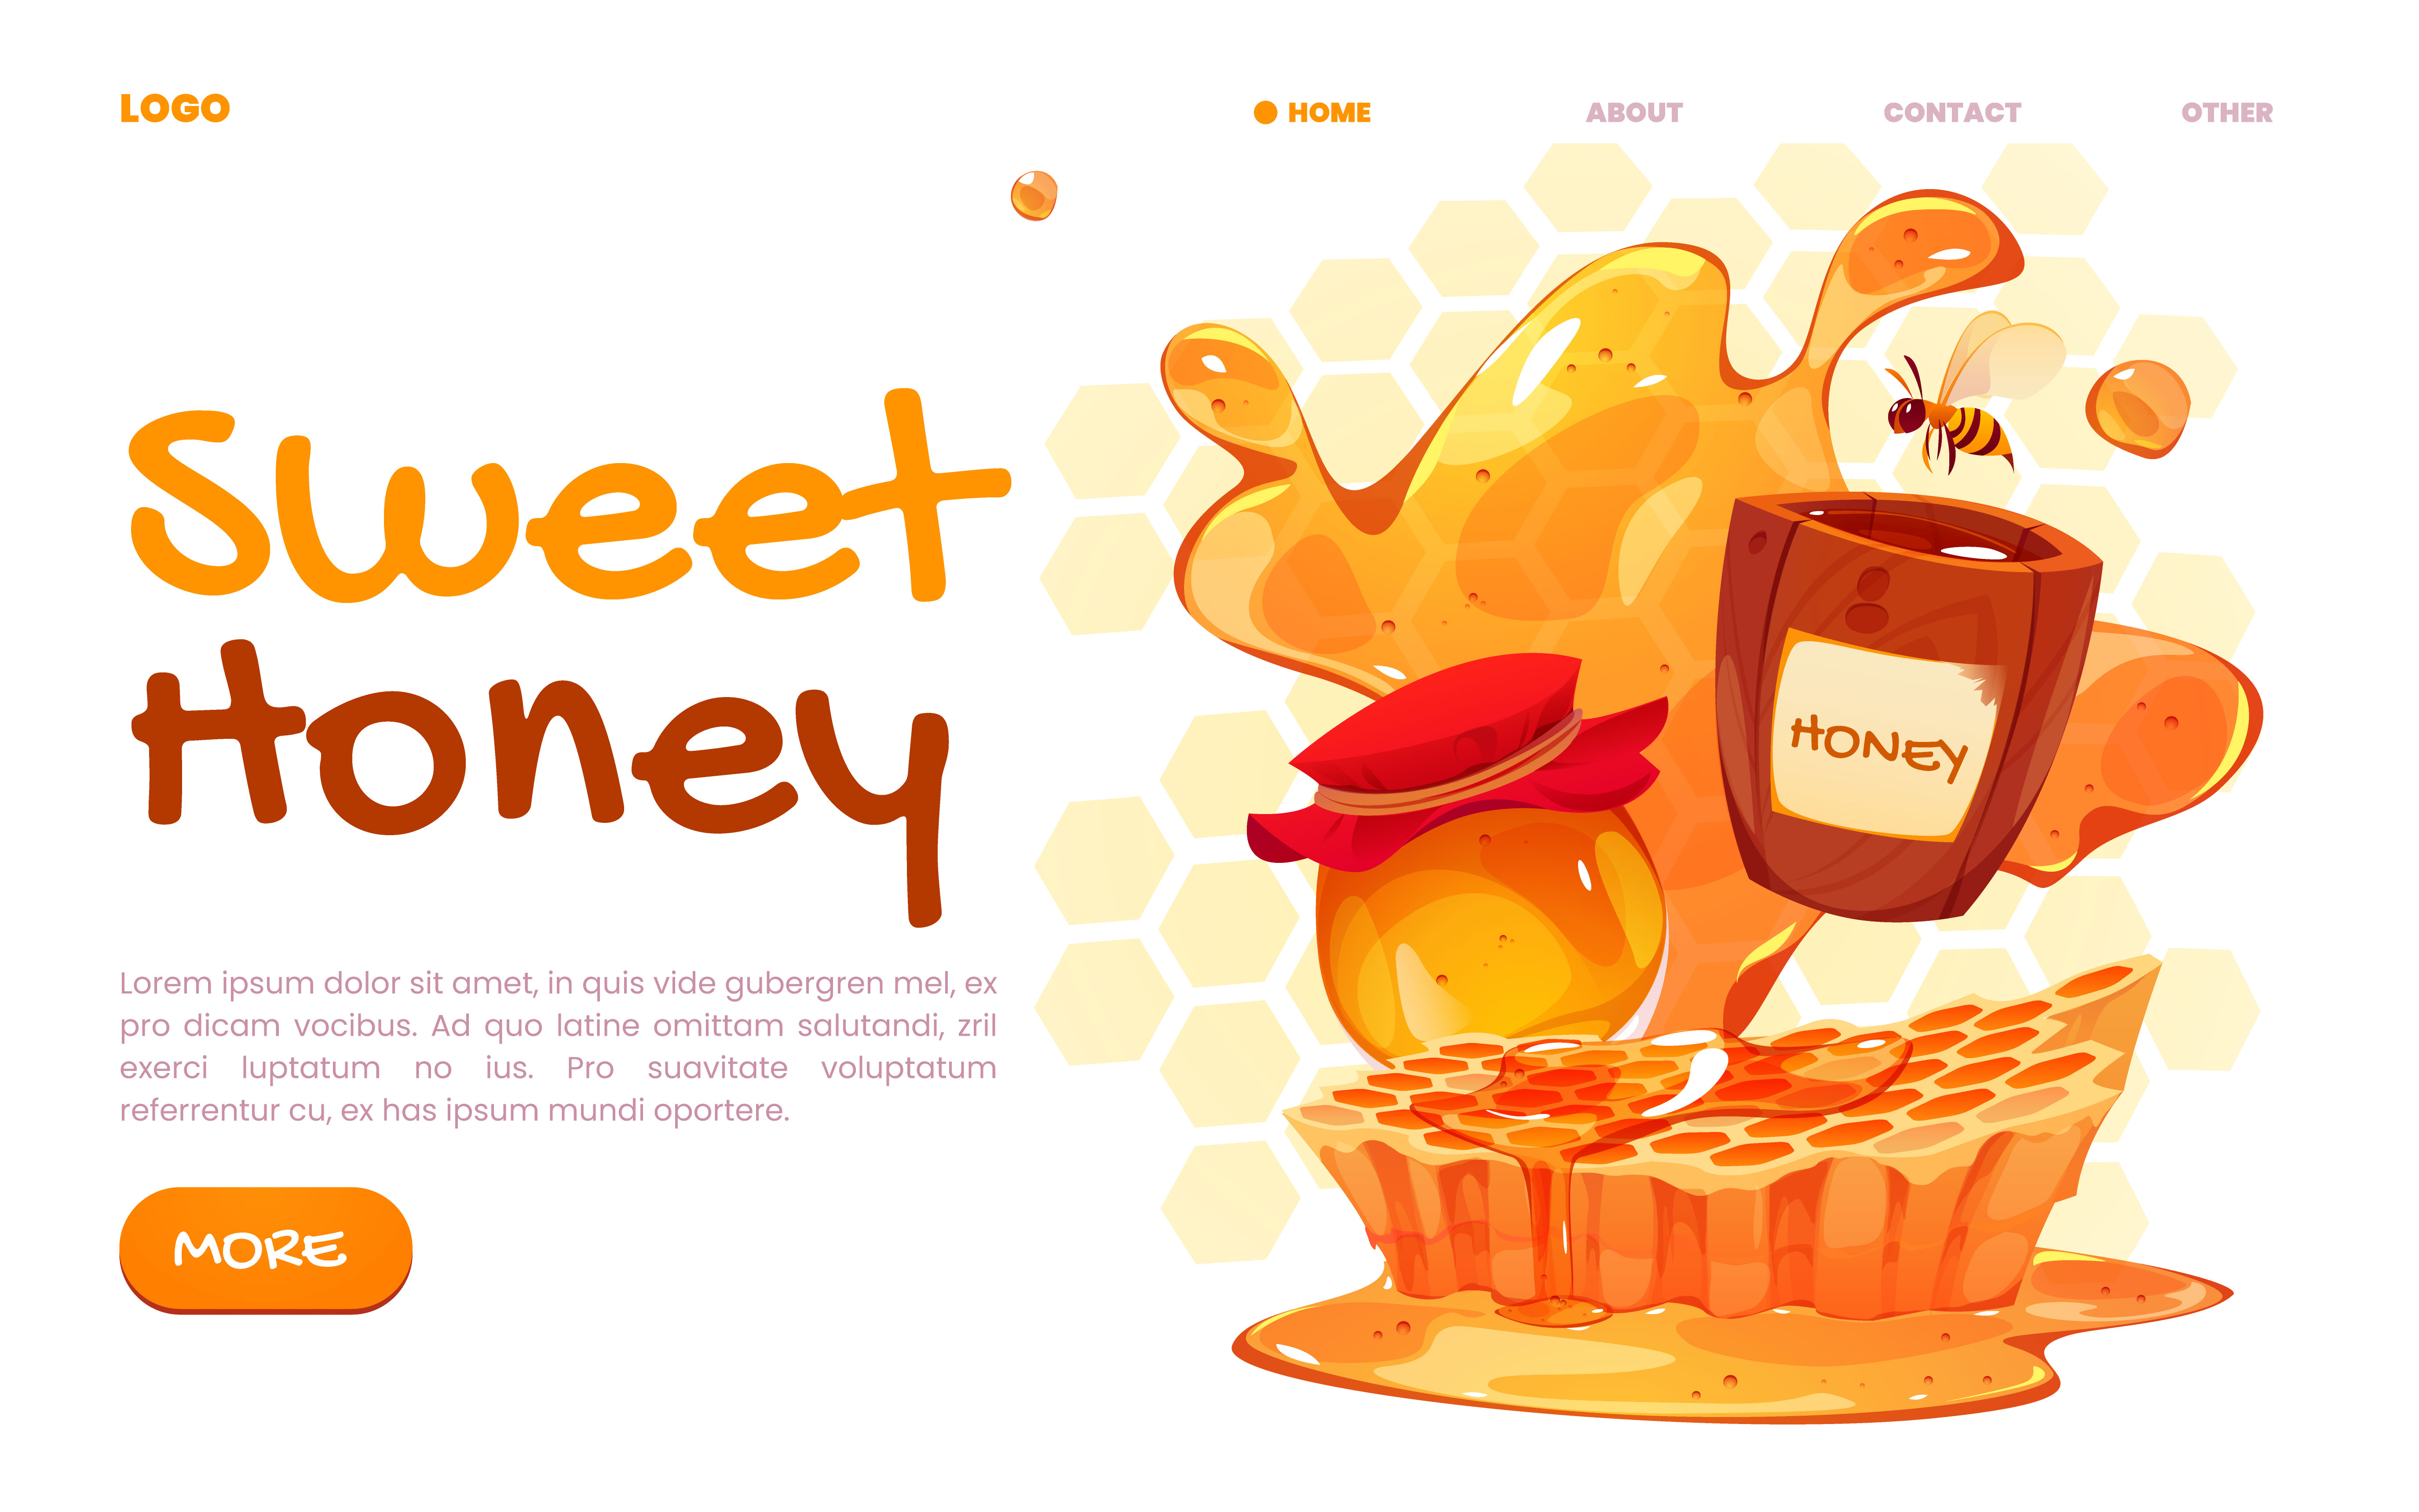 LOGO
HOME
ABOUT
CONTACT
OTHER
Sweet
Honey
HONEY
Lorem ipsum dolor sit amet, in quis vide gubergren mel, ex
pro dicam vocibus. Ad quo latine omittam salutandi, zril
exerci luptatum no ius. Pro suavitate voluptatum
referrentur cu, ex has ipsum mundi oportere.
MORE